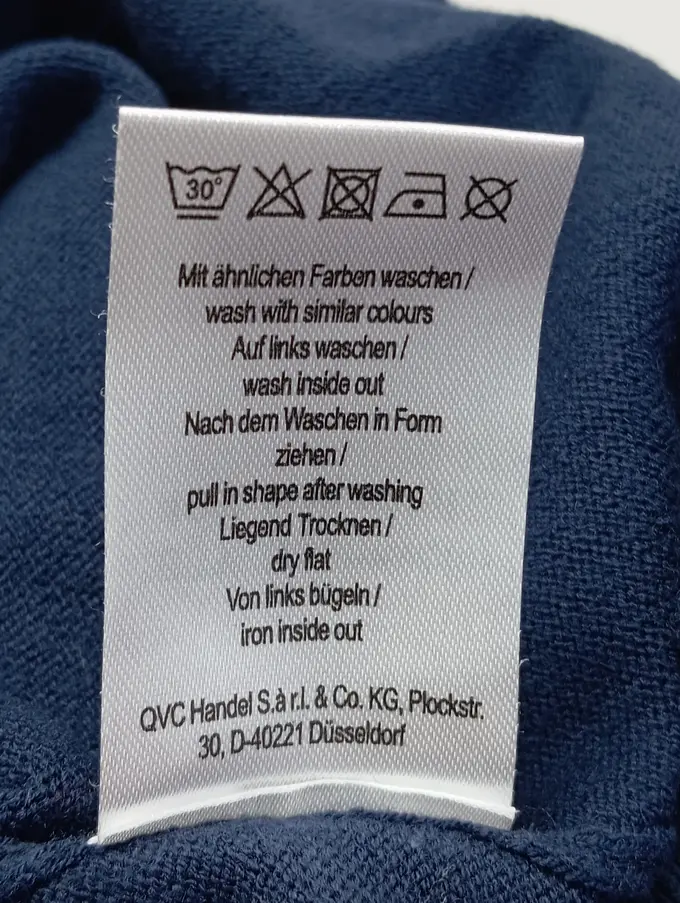 30°
Mit ähnlichen Farben waschen /
wash with similar colours
Auf links waschen /
wash inside out
Nach dem Waschen in Form
ziehen /
pull in shape after washing
Liegend Trocknen /
dry flat
Von links bügeln /
iron inside out
QVC Handel S.à r.l. & Co. KG, Plockstr.
30, D-40221 Düsseldorf